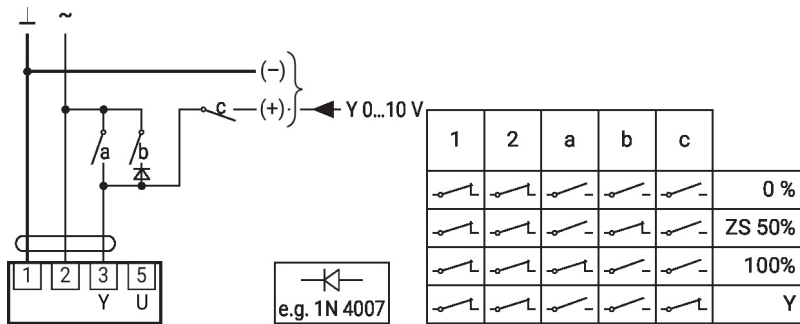 ⊥ ~
(–)
c (+) Y 0...10 V
a b
1 2 3 5
Y U
e.g. 1N 4007
1 2 a b c
0 %
ZS 50%
100%
Y